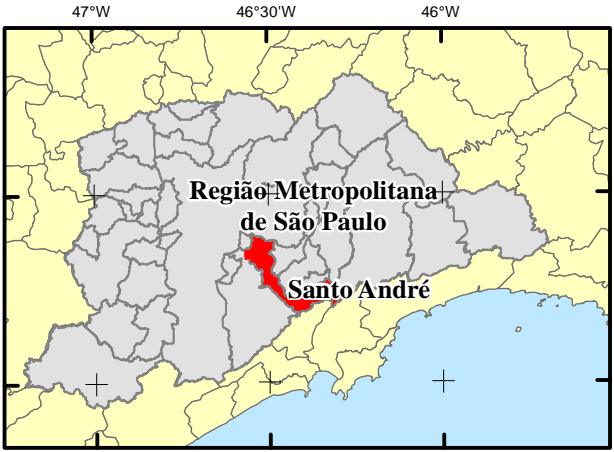 47°W
46°30'W
46°W
Região Metropolitana
de São Paulo
Santo André